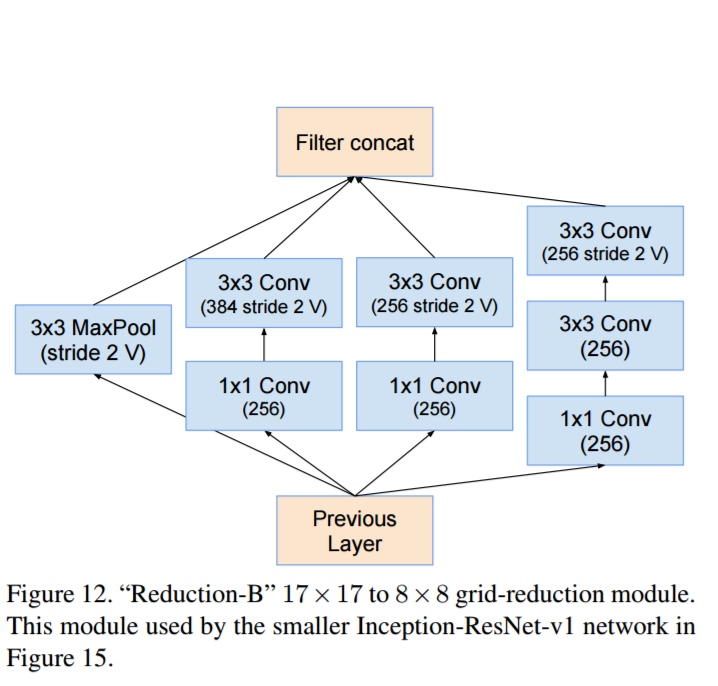 Filter concat
3x3 Conv
(256 stride 2 V)
3x3 Conv
(384 stride 2 V)
3x3 Conv
(256 stride 2 V)
3x3 MaxPool
(stride 2 V)
3x3 Conv
(256)
1x1 Conv
(256)
1x1 Conv
(256)
1x1 Conv
(256)
Previous
Layer
Figure 12. “Reduction-B” 17 × 17 to 8 × 8 grid-reduction module.
This module used by the smaller Inception-ResNet-v1 network in
Figure 15.